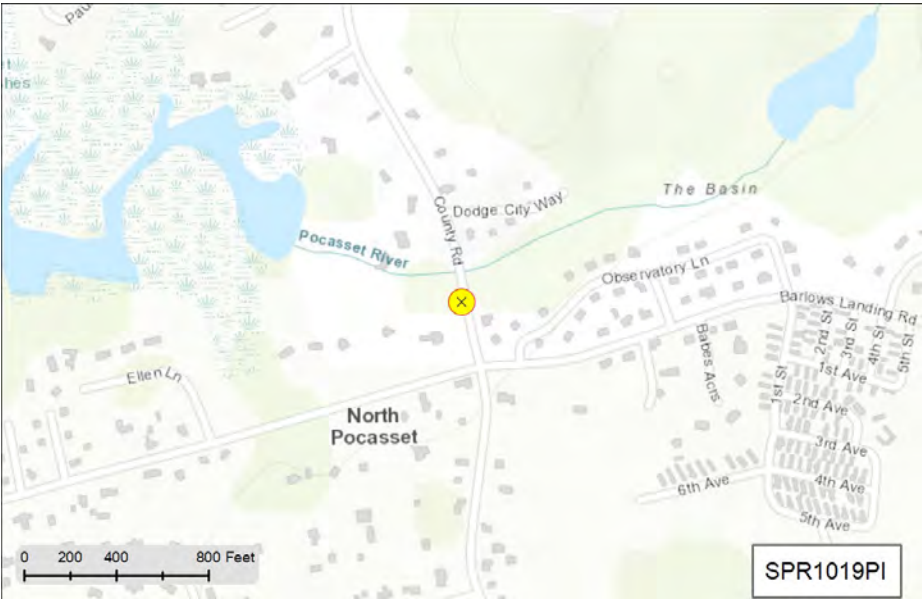 The Basin
Dodge City Way
County Rd
Pocasset River
Observatory Ln
Barlows Landing Rd
2nd St
3rd St
4th St
5th St
Babes Acrs
1st Ave
Ellen Ln
1st St
2nd Ave
North
Pocasset
3rd Ave
6th Ave
4th Ave
5th Ave
0 200 400 800 Feet
SPR1019PI